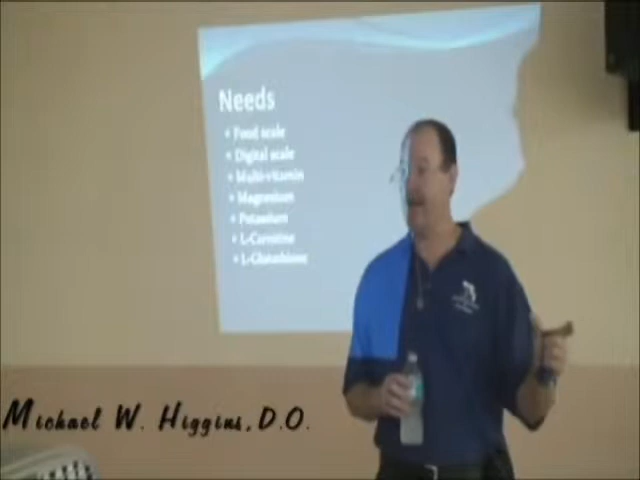 Needs
• Food scale
• Digital scale
• Multi-vitamin
• Magnesium
• Potassium
• L-Carnitine
• L-Glutathione
Michael W. Higgins, D.O.